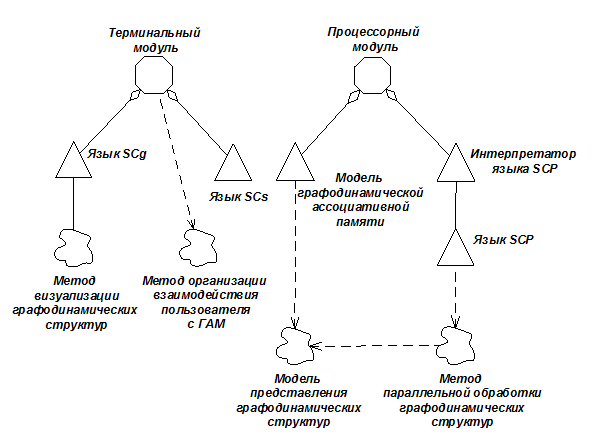 Терминальный
модуль
Процессорный
модуль
Язык SCg
Язык SCs
Модель
графодинамической
ассоциативной
памяти
Интерпретатор
языка SCP
Язык SCP
Метод
визуализации
графодинамических
структур
Метод организации
взаимодействия
пользователя
с ГАМ
Модель
представления
графодинамических
структур
Метод
параллельной обработки
графодинамических
структур